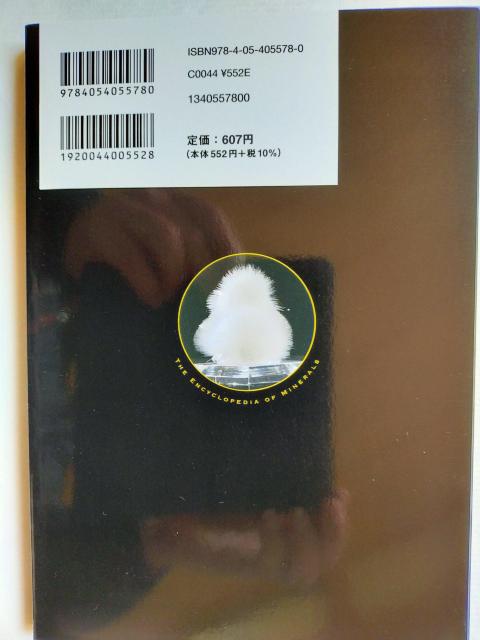 ISBN978-4-05-405578-0
C0044 ¥552E
9784054055780
1340557800
定価：607円
（本体552円＋税10％）
1920044005528
THE ENCYCLOPEDIA OF MINERALS